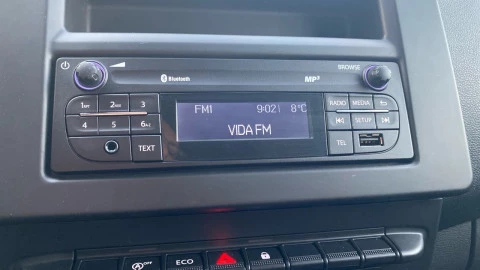 Bluetooth MP3 BROWSE
1 2 3
4 5 6
TEXT
FM1 9:02 8°C
VIDA FM
RADIO MEDIA
SETUP
TEL
OFF ECO